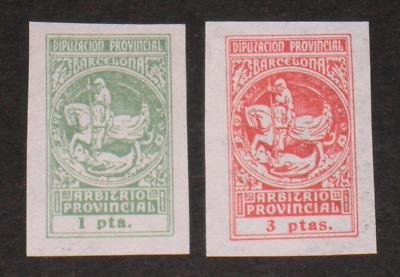 DIPUTACION PROVINCIAL
BARCELONA
ARBITRIO
PROVINCIAL
1 pta.
DIPUTACION PROVINCIAL
BARCELONA
ARBITRIO
PROVINCIAL
3 ptas.